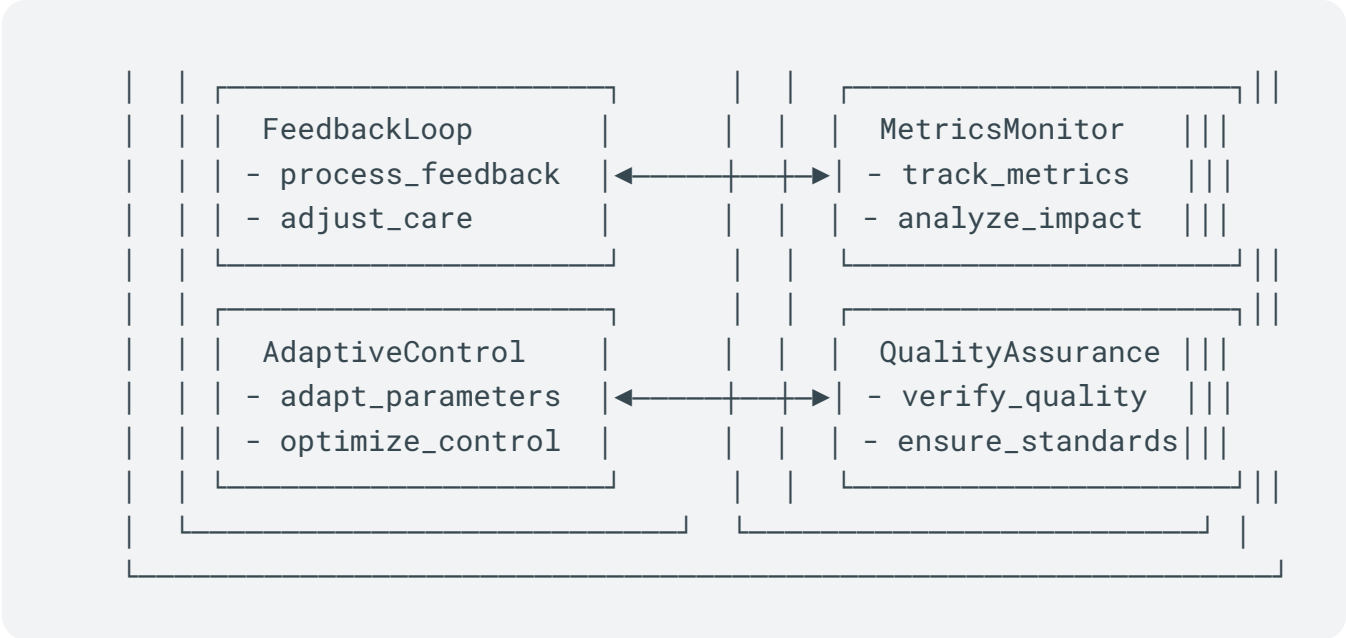 FeedbackLoop MetricsMonitor
- process_feedback - track_metrics
- adjust_care - analyze_impact
AdaptiveControl QualityAssurance
- adapt_parameters - verify_quality
- optimize_control - ensure_standards